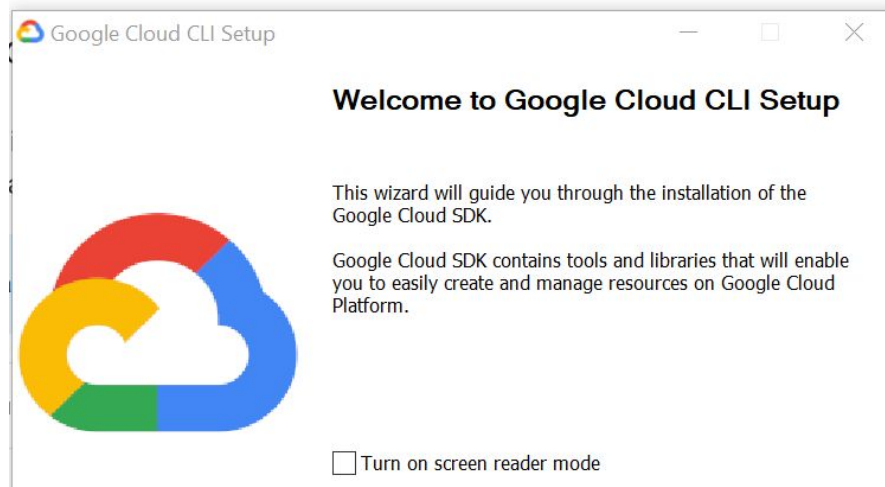 Google Cloud CLI Setup
Welcome to Google Cloud CLI Setup
This wizard will guide you through the installation of the
Google Cloud SDK.
Google Cloud SDK contains tools and libraries that will enable
you to easily create and manage resources on Google Cloud
Platform.
Turn on screen reader mode